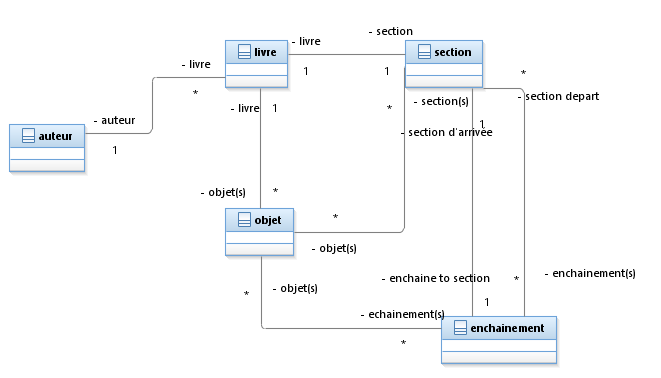 - section
- livre
livre
section
- livre
1
1
*
*
- section(s)
- section depart
- livre
1
*
- auteur
1
- section d'arrivée
auteur
1
- objet(s)
*
objet
*
- objet(s)
- enchaine to section
*
- enchainement(s)
- objet(s)
*
1
- echainement(s)
enchainement
*